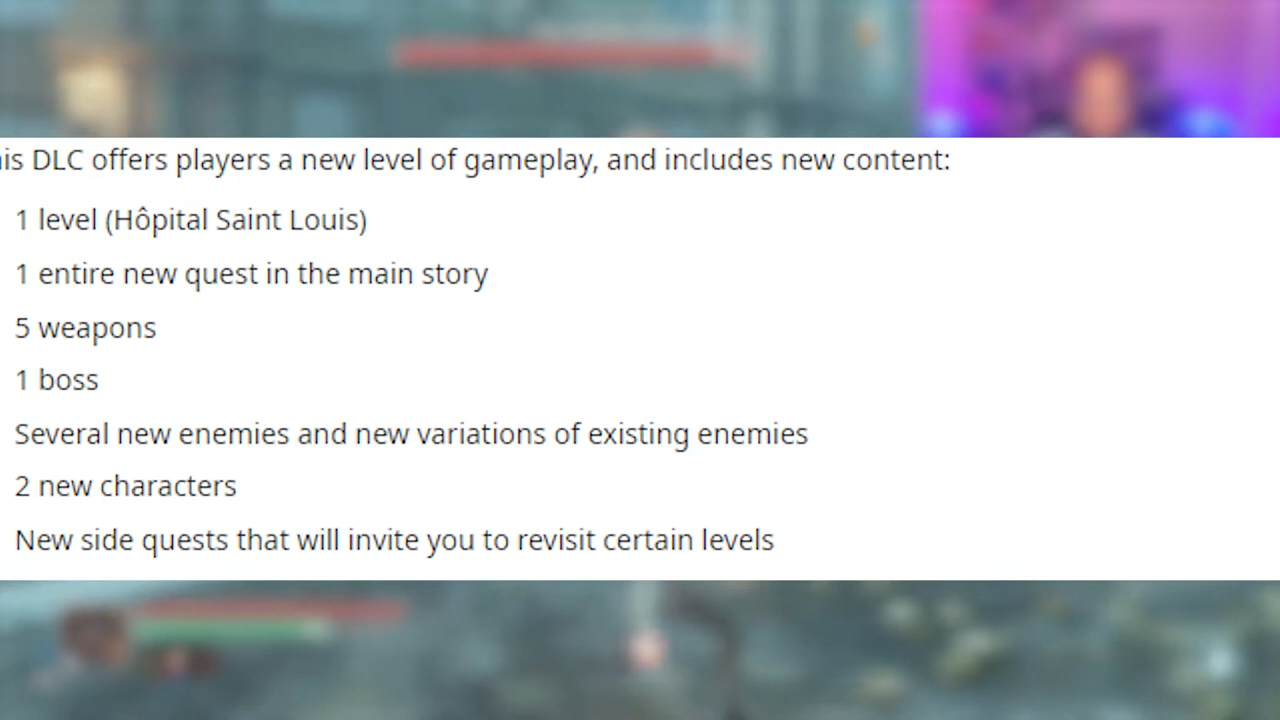 is DLC offers players a new level of gameplay, and includes new content:
1 level (Hôpital Saint Louis)
1 entire new quest in the main story
5 weapons
1 boss
Several new enemies and new variations of existing enemies
2 new characters
New side quests that will invite you to revisit certain levels